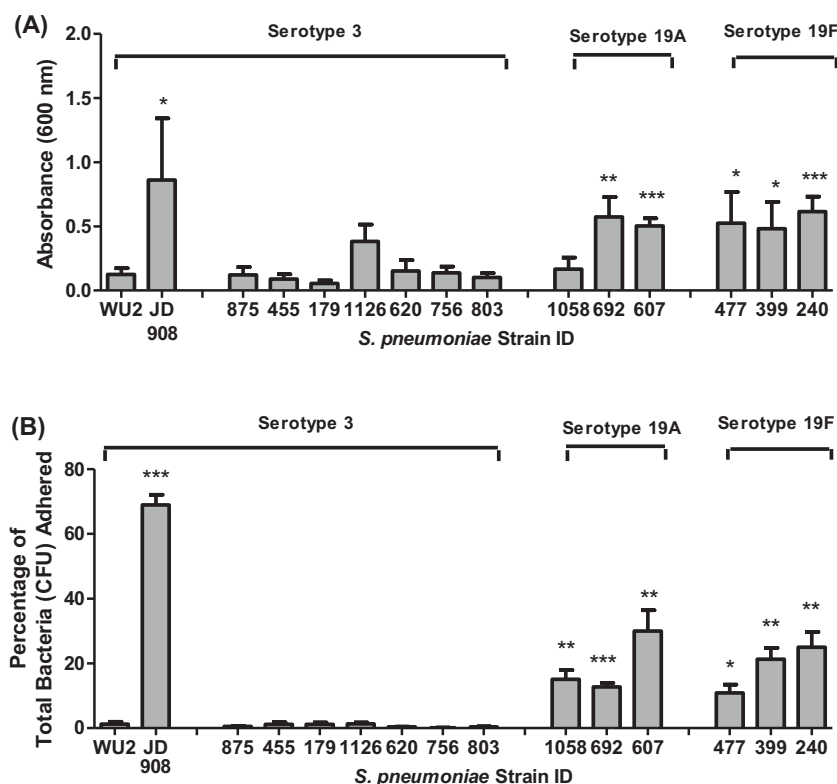 (A)
Serotype 3
Serotype 19A
Serotype 19F
Absorbance (600 nm)
2.0
1.5
1.0
0.5
0.0
*
**
***
*
*
***
WU2 JD 875 455 179 1126 620 756 803 1058 692 607 477 399 240
908
S. pneumoniae Strain ID
(B)
Serotype 3
Serotype 19A
Serotype 19F
Percentage of
Total Bacteria (CFU) Adhered
80
60
40
20
0
***
**
***
**
*
**
**
WU2 JD 875 455 179 1126 620 756 803 1058 692 607 477 399 240
908
S. pneumoniae Strain ID